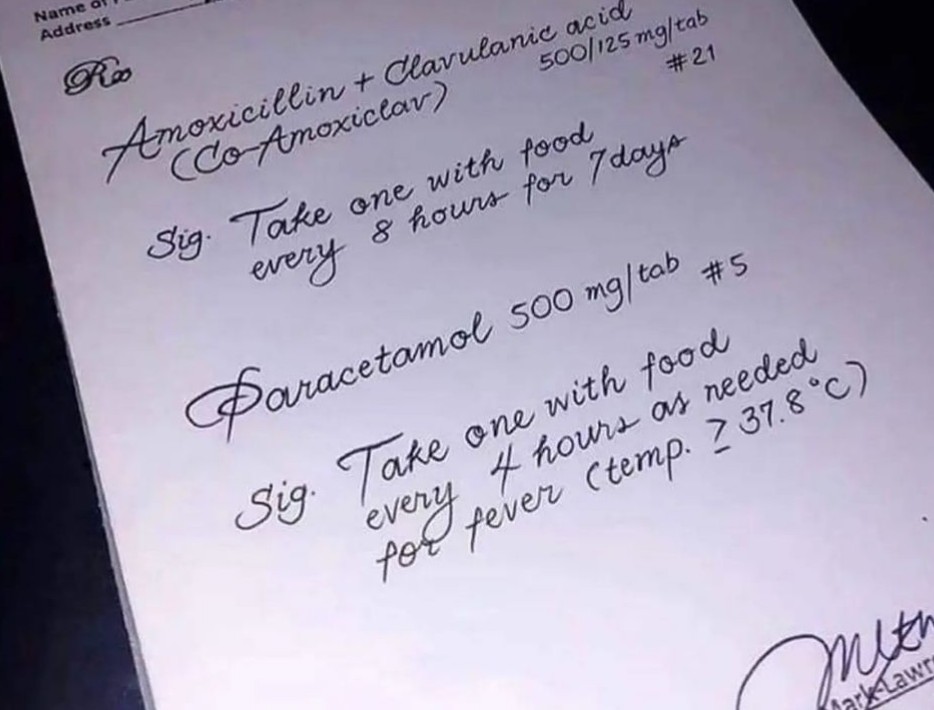 Name of
Address
Rx
Amoxicillin + Clavulanic acid
(Co-Amoxiclav) 500/125 mg/tab
#21
Sig. Take one with food
every 8 hours for 7 days
Paracetamol 500 mg/tab #5
Sig. Take one with food
every 4 hours as needed
for fever (temp. ≥ 37.8°C)